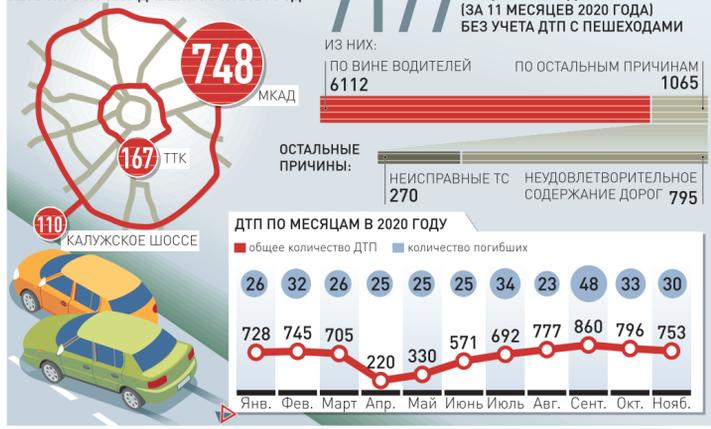 (ЗА 11 МЕСЯЦЕВ 2020 ГОДА)
БЕЗ УЧЕТА ДТП С ПЕШЕХОДАМИ
748
МКАД
167 ТТК
110
КАЛУЖСКОЕ ШОССЕ
ИЗ НИХ:
ПО ВИНЕ ВОДИТЕЛЕЙ
6112
ПО ОСТАЛЬНЫМ ПРИЧИНАМ
1065
ОСТАЛЬНЫЕ
ПРИЧИНЫ:
НЕИСПРАВНЫЕ ТС
270
НЕУДОВЛЕТВОРИТЕЛЬНОЕ
СОДЕРЖАНИЕ ДОРОГ 795
ДТП ПО МЕСЯЦАМ В 2020 ГОДУ
общее количество ДТП количество погибших
26 32 26 25 25 25 34 23 48 33 30
728 745 705 220 330 571 692 777 860 796 753
Янв. Фев. Март Апр. Май Июнь Июль Авг. Сент. Окт. Нояб.